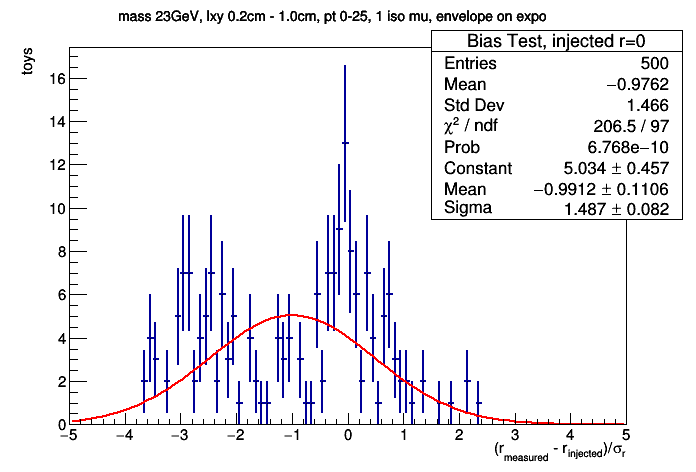 mass 23GeV, lxy 0.2cm - 1.0cm, pt 0-25, 1 iso mu, envelope on expo
Bias Test, injected r=0
Entries 500
Mean −0.9762
Std Dev 1.466
χ² / ndf 206.5 / 97
Prob 6.768e−10
Constant 5.034 ± 0.457
Mean −0.9912 ± 0.1106
Sigma 1.487 ± 0.082
toys
16
14
12
10
8
6
4
2
0
−5 −4 −3 −2 −1 0 1 2 3 4 5
(r_measured - r_injected)/σ_r